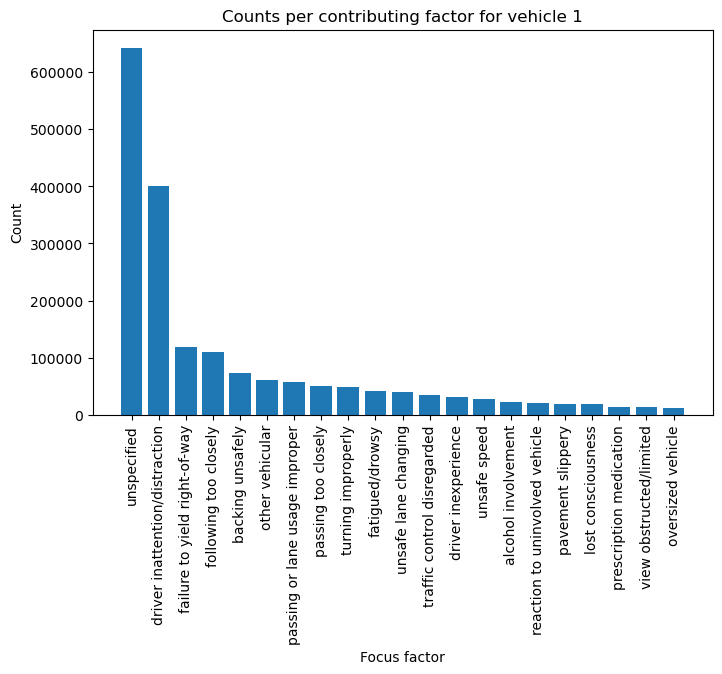 Counts per contributing factor for vehicle 1
Count
600000
500000
400000
300000
200000
100000
0
unspecified
driver inattention/distraction
failure to yield right-of-way
following too closely
backing unsafely
other vehicular
passing or lane usage improper
passing too closely
turning improperly
fatigued/drowsy
unsafe lane changing
traffic control disregarded
driver inexperience
unsafe speed
alcohol involvement
reaction to uninvolved vehicle
pavement slippery
lost consciousness
prescription medication
view obstructed/limited
oversized vehicle
Focus factor